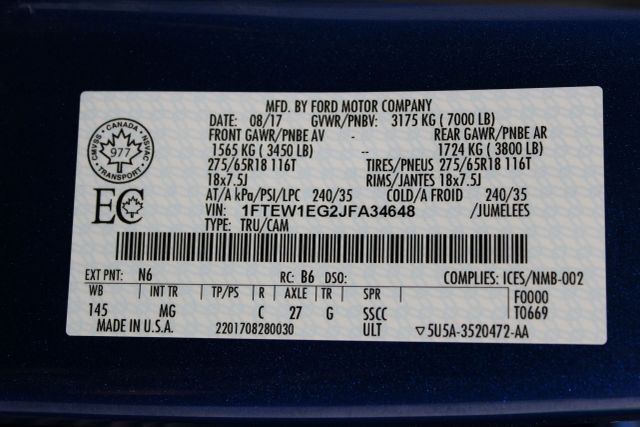 MFD. BY FORD MOTOR COMPANY
DATE: 08/17 GVWR/PNBV: 3175 KG ( 7000 LB)
FRONT GAWR/PNBE AV - REAR GAWR/PNBE AR
1565 KG ( 3450 LB) -- 1724 KG ( 3800 LB)
275/65R18 116T TIRES/PNEUS 275/65R18 116T
18x7.5J RIMS/JANTES 18x7.5J
AT/A kPa/PSI/LPC 240/35 COLD/A FROID 240/35
VIN: 1FTEW1EG2JFA34648 /JUMELEES
TYPE: TRU/CAM
CANADA
CMVSS NSVAC
977
TRANSPORT
EC
EXT PNT: N6 RC: B6 DSO: COMPLIES: ICES/NMB-002
WB INT TR TP/PS R AXLE TR SPR F0000
145 MG C 27 G SSCC T0669
MADE IN U.S.A. 2201708280030 ULT ▽5U5A-3520472-AA